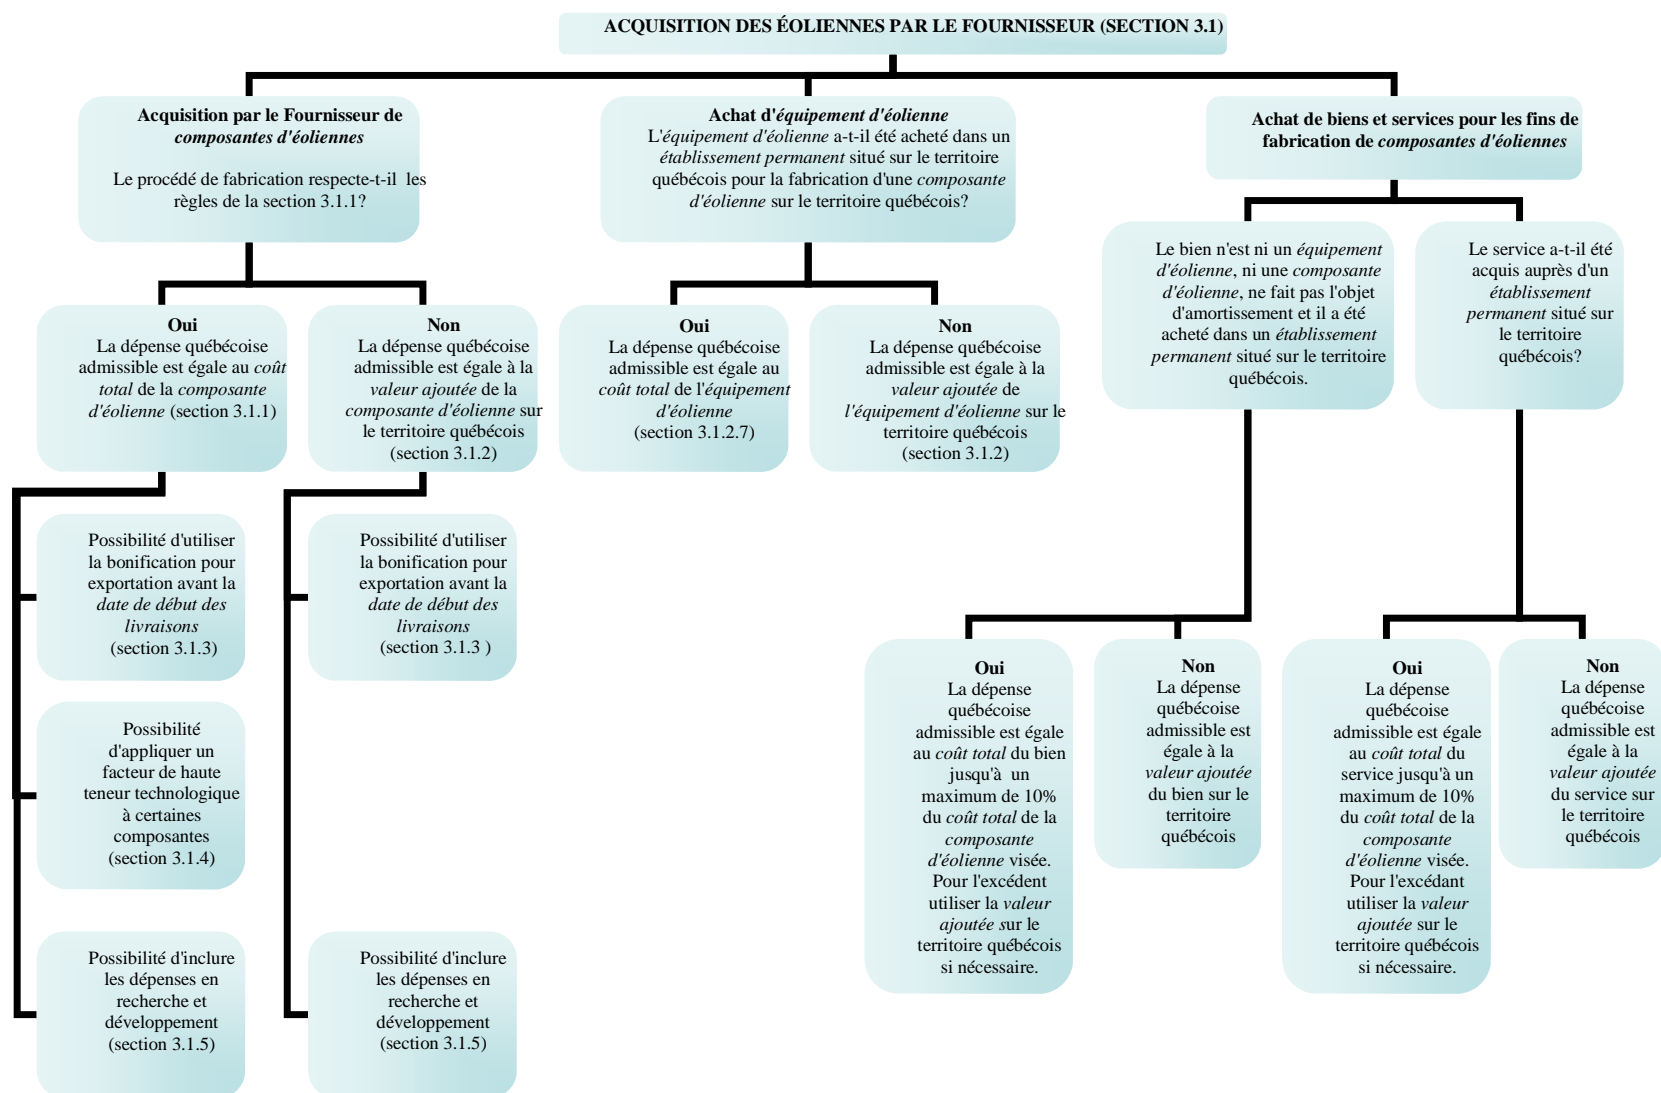 ACQUISITION DES ÉOLIENNES PAR LE FOURNISSEUR (SECTION 3.1)
Acquisition par le Fournisseur de
composantes d'éoliennes
Le procédé de fabrication respecte-t-il les
règles de la section 3.1.1?
Achat d'équipement d'éolienne
L'équipement d'éolienne a-t-il été acheté dans un
établissement permanent situé sur le territoire
québécois pour la fabrication d'une composante
d'éolienne sur le territoire québécois?
Achat de biens et services pour les fins de
fabrication de composantes d'éoliennes
Le bien n'est ni un équipement
d'éolienne, ni une composante
d'éolienne, ne fait pas l'objet
d'amortissement et il a été
acheté dans un établissement
permanent situé sur le territoire
québécois.
Le service a-t-il été
acquis auprès d'un
établissement
permanent situé sur
le territoire
québécois?
Oui
La dépense québécoise
admissible est égale au coût
total de la composante
d'éolienne (section 3.1.1)
Non
La dépense québécoise
admissible est égale à la
valeur ajoutée de la
composante d'éolienne sur
le territoire québécois
(section 3.1.2)
Oui
La dépense québécoise
admissible est égale au
coût total de l'équipement
d'éolienne
(section 3.1.2.7)
Non
La dépense québécoise
admissible est égale à la
valeur ajoutée de
l'équipement d'éolienne sur le
territoire québécois
(section 3.1.2)
Possibilité d'utiliser
la bonification pour
exportation avant la
date de début des
livraisons
(section 3.1.3)
Possibilité d'utiliser
la bonification pour
exportation avant la
date de début des
livraisons
(section 3.1.3 )
Possibilité
d'appliquer un
facteur de haute
teneur technologique
à certaines
composantes
(section 3.1.4)
Possibilité d'inclure
les dépenses en
recherche et
développement
(section 3.1.5)
Possibilité d'inclure
les dépenses en
recherche et
développement
(section 3.1.5)
Oui
La dépense
québécoise
admissible est égale
au coût total du bien
jusqu'à un
maximum de 10%
du coût total de la
composante
d'éolienne visée.
Pour l'excédent
utiliser la valeur
ajoutée sur le
territoire québécois
si nécessaire.
Non
La dépense
québécoise
admissible est
égale à la
valeur ajoutée
du bien sur le
territoire
québécois
Oui
La dépense
québécoise
admissible est égale
au coût total du
service jusqu'à un
maximum de 10%
du coût total de la
composante
d'éolienne visée.
Pour l'excédant
utiliser la valeur
ajoutée sur le
territoire québécois
si nécessaire.
Non
La dépense
québécoise
admissible est
égale à la
valeur ajoutée
du service sur
le territoire
québécois